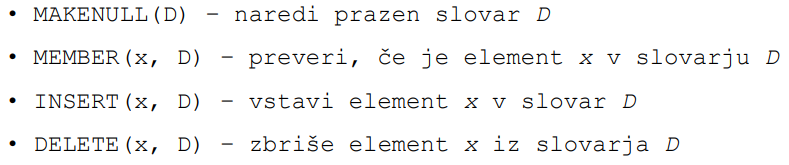 • MAKENULL(D) – naredi prazen slovar D
• MEMBER(x, D) – preveri, če je element x v slovarju D
• INSERT(x, D) – vstavi element x v slovar D
• DELETE(x, D) – zbriše element x iz slovarja D